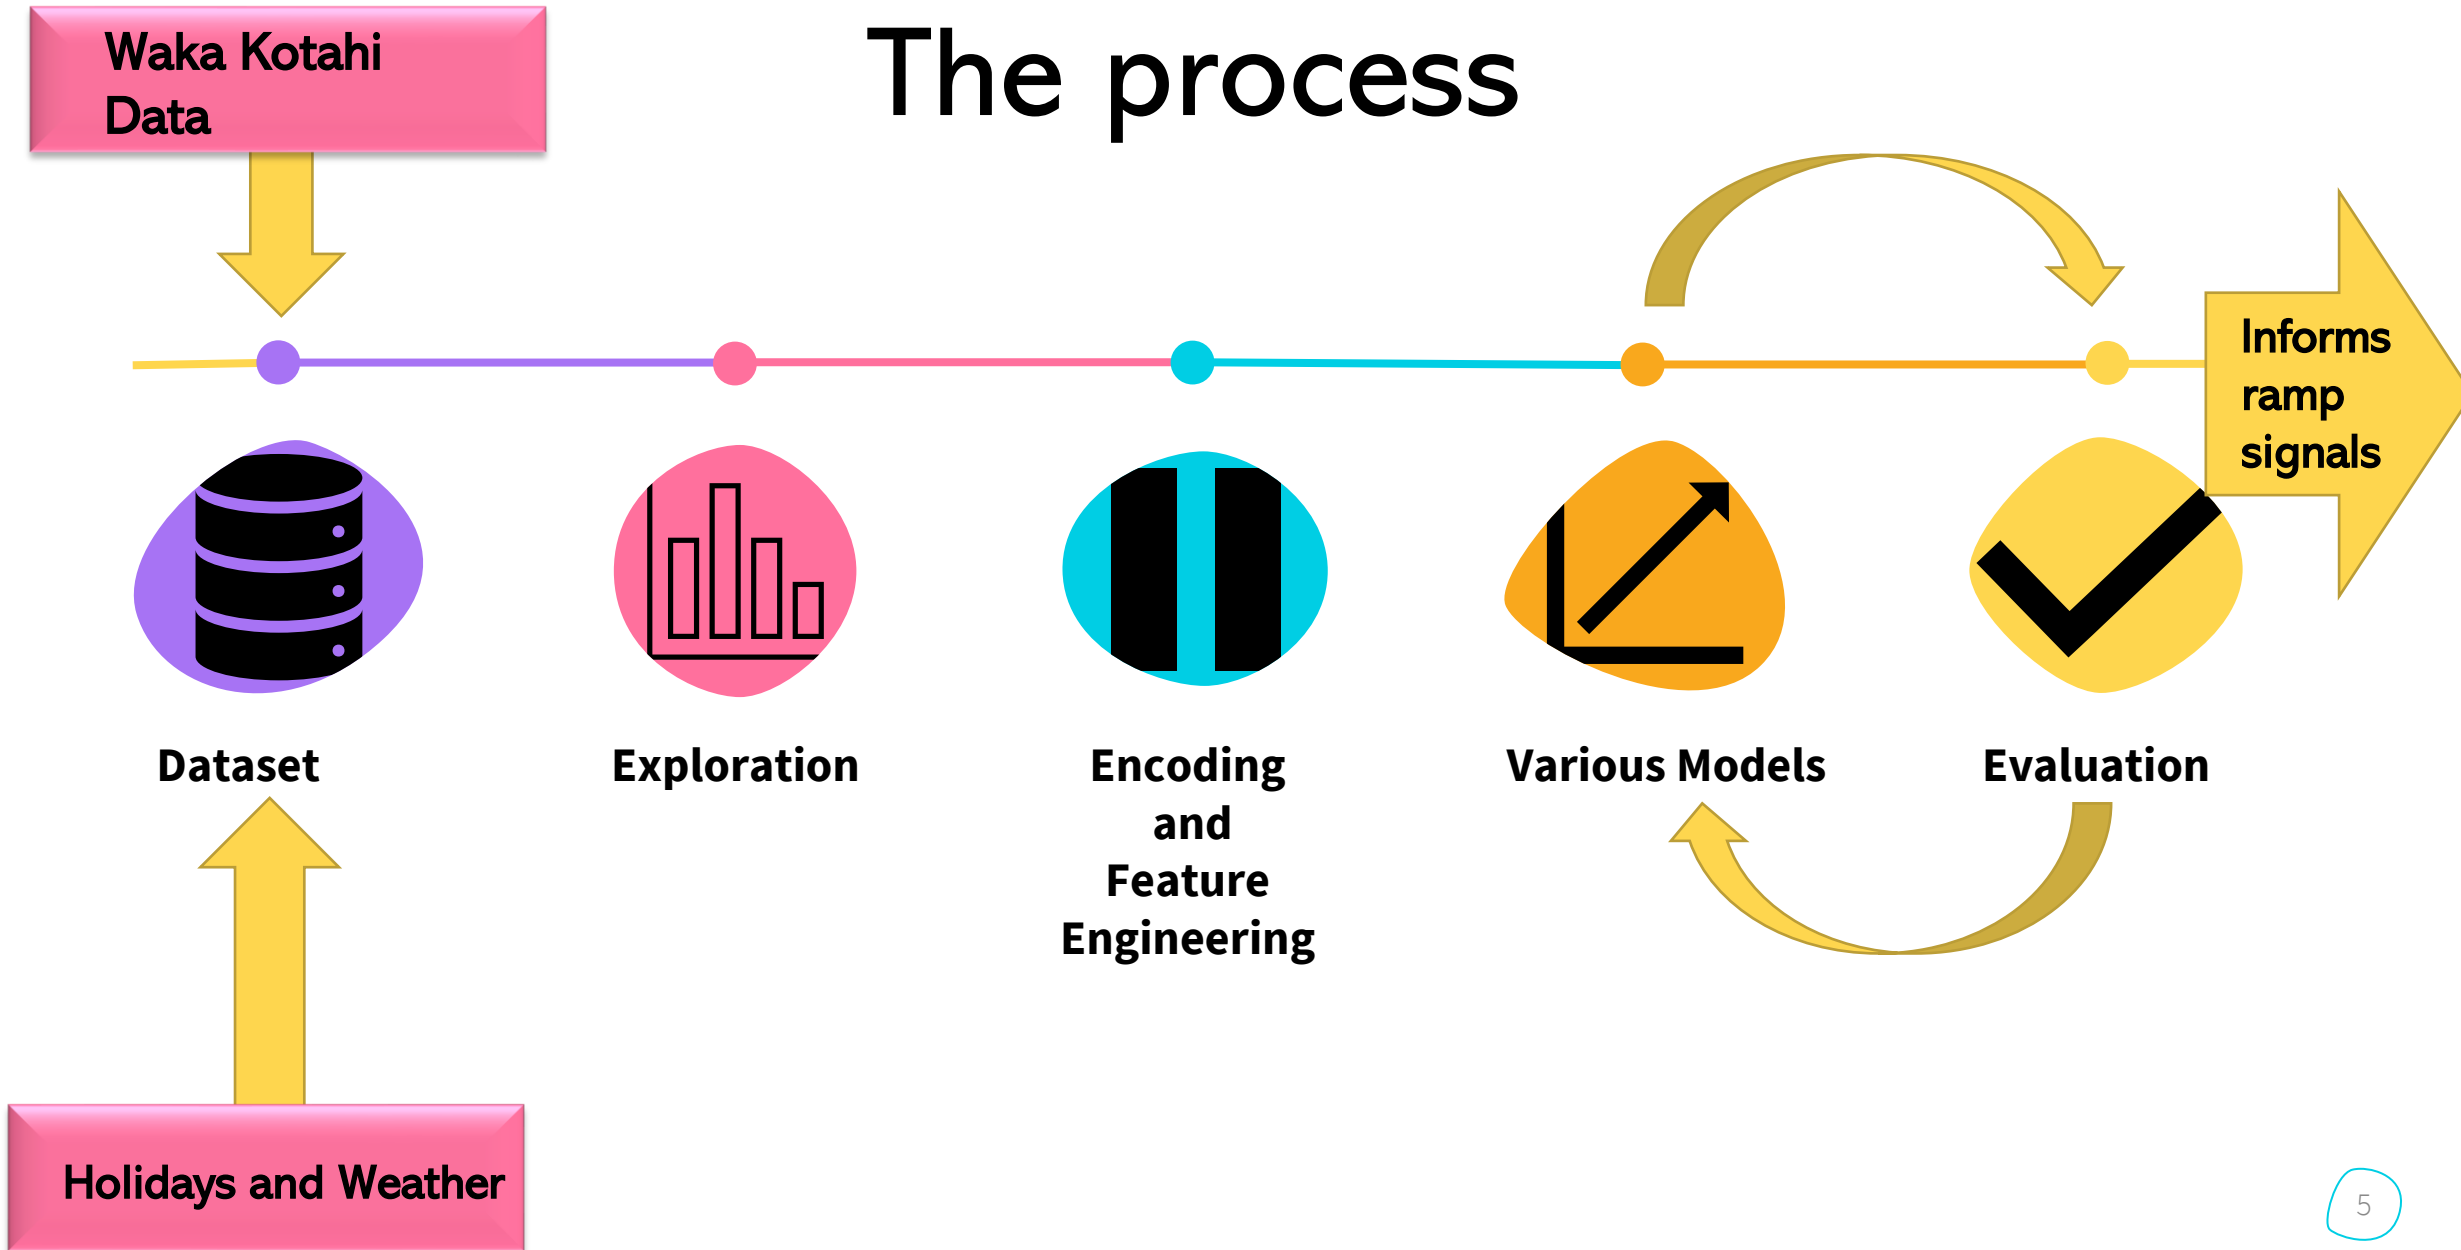 Waka Kotahi
Data
The process
Informs
ramp
signals
Dataset
Exploration
Encoding
and
Feature
Engineering
Various Models
Evaluation
Holidays and Weather
5